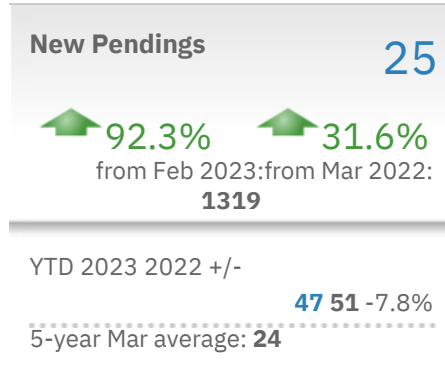 New Pendings
25
92.3% 31.6%
from Feb 2023:from Mar 2022:
1319
YTD 2023 2022 +/-
47 51 -7.8%
5-year Mar average: 24